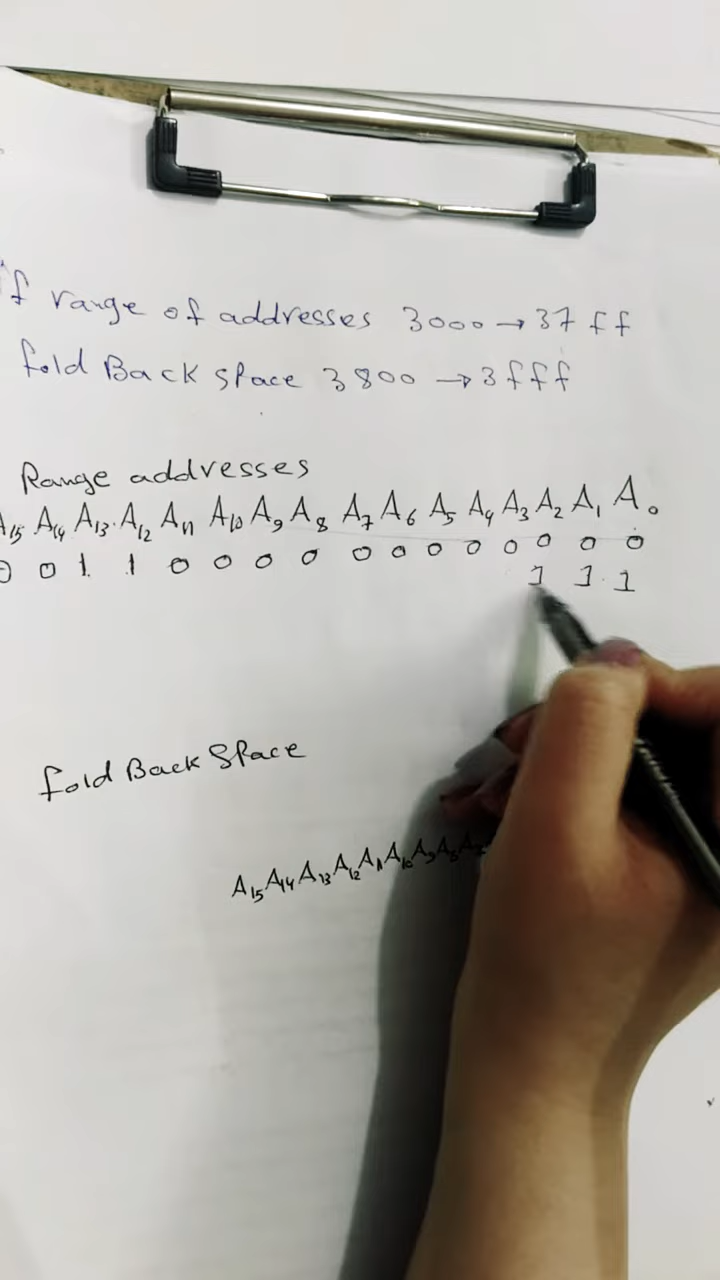 If range of addresses 3000 → 37ff
fold Back Space 3800 → 3fff
Range addresses
A15 A14 A13 A12 A11 A10 A9 A8 A7 A6 A5 A4 A3 A2 A1 A0
0 0 1 1 0 0 0 0 0 0 0 0 0 0 0 0
1 1 1
fold Back Space
A15 A14 A13 A12 A11 A10 A9 A8 A7